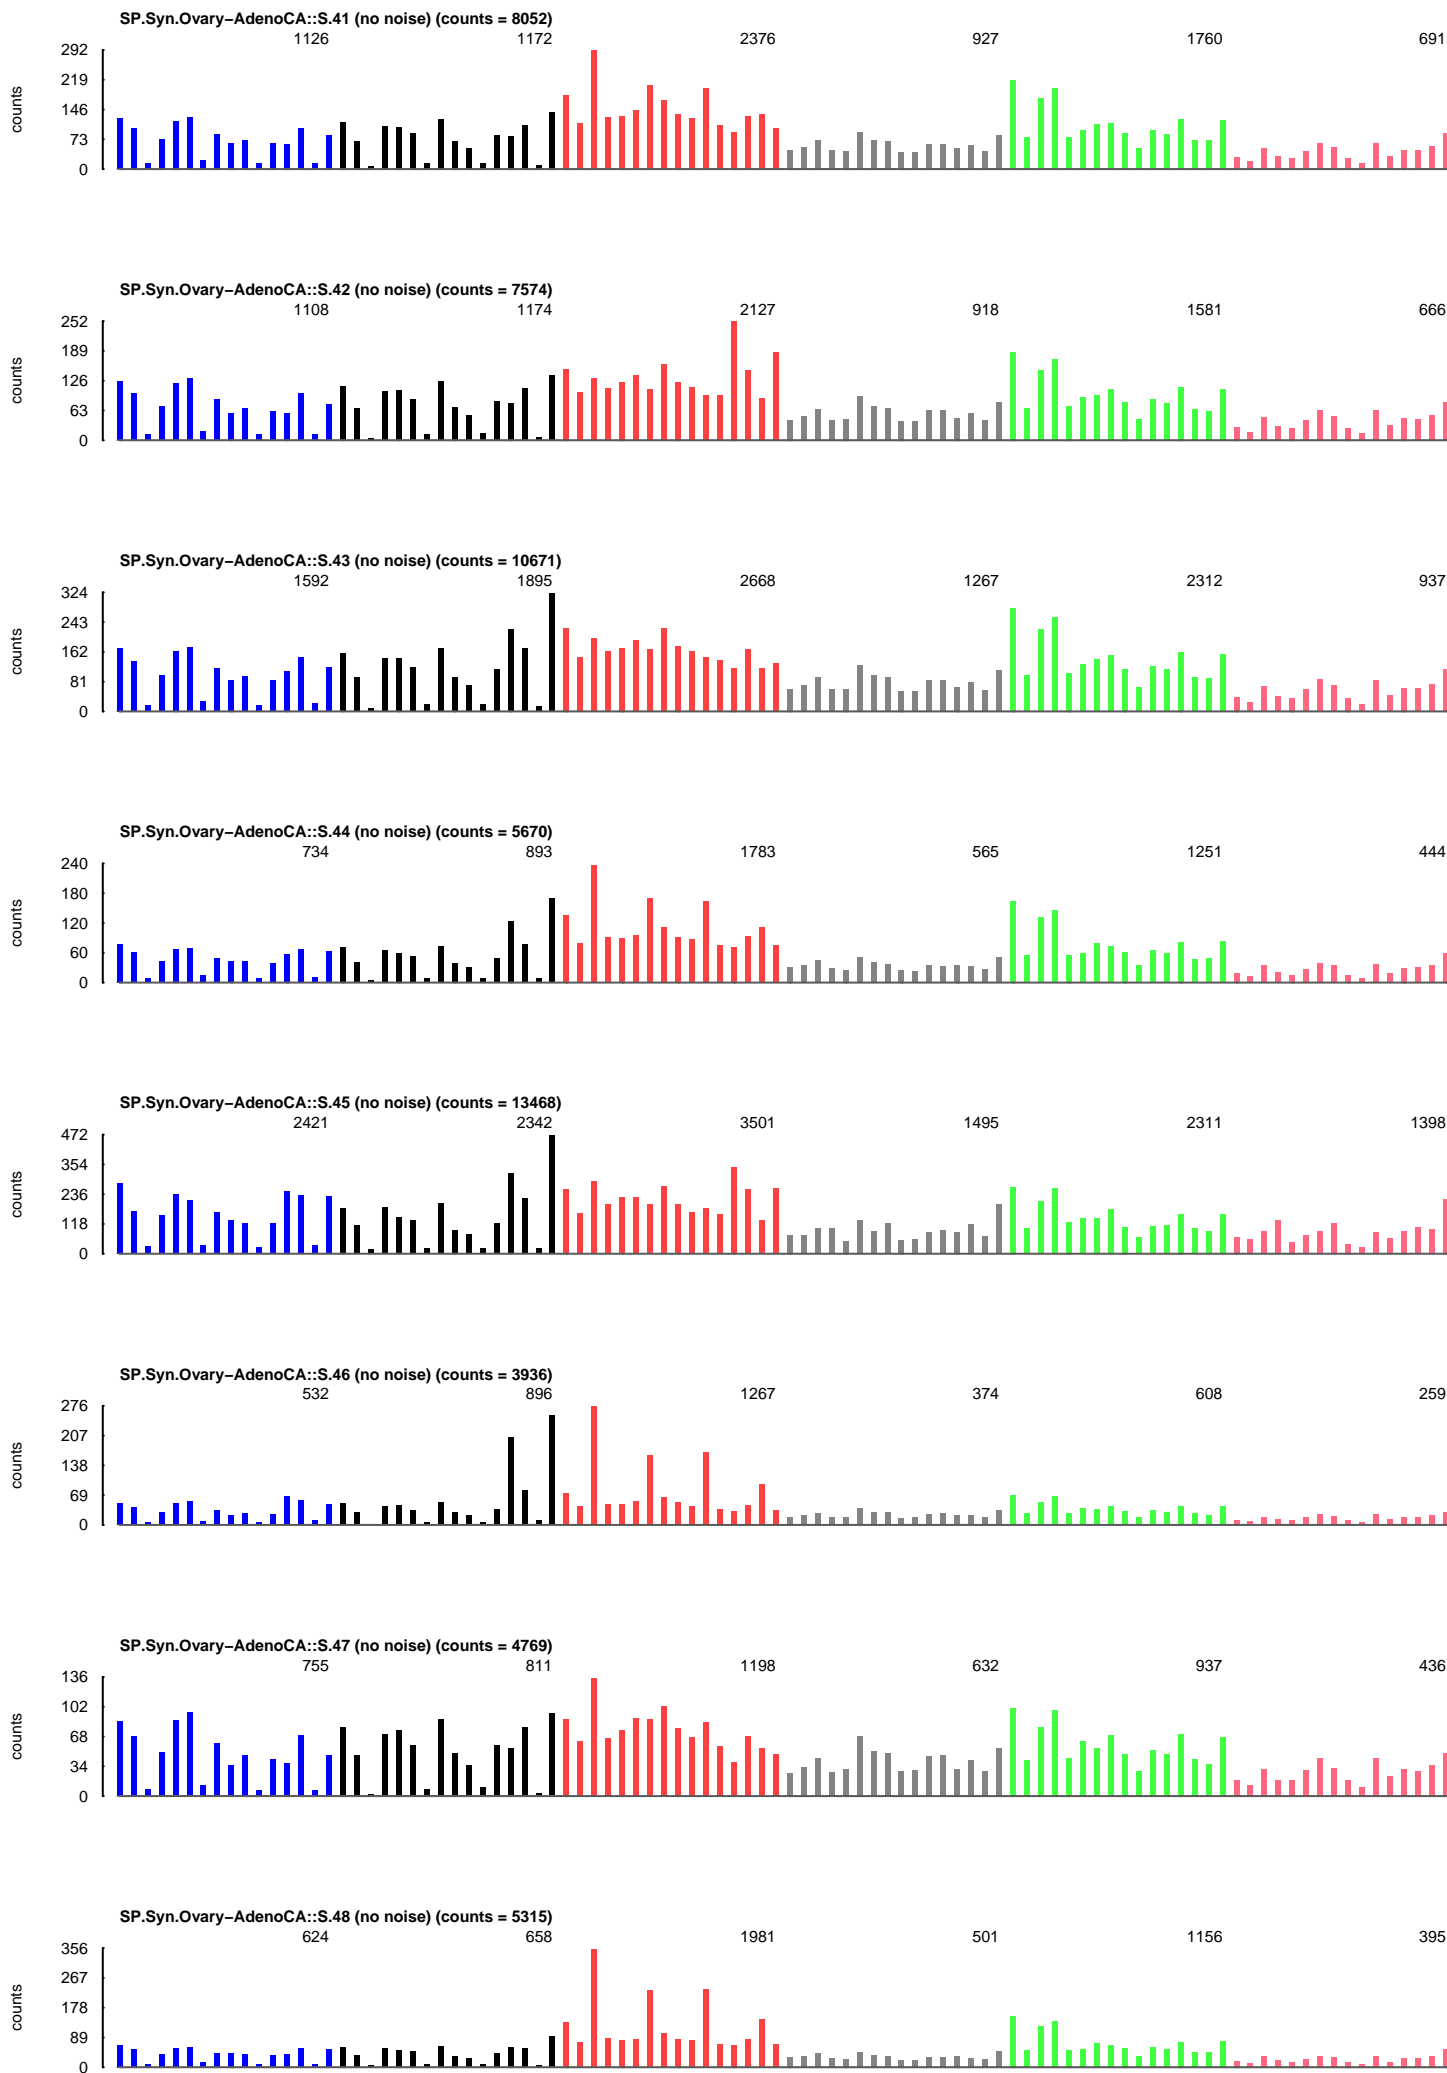 SP.Syn.Ovary−AdenoCA::S.41 (no noise) (counts = 8052)
1126 1172 2376 927 1760 691
292
219
146
73
0
counts
SP.Syn.Ovary−AdenoCA::S.42 (no noise) (counts = 7574)
1108 1174 2127 918 1581 666
252
189
126
63
0
counts
SP.Syn.Ovary−AdenoCA::S.43 (no noise) (counts = 10671)
1592 1895 2668 1267 2312 937
324
243
162
81
0
counts
SP.Syn.Ovary−AdenoCA::S.44 (no noise) (counts = 5670)
734 893 1783 565 1251 444
240
180
120
60
0
counts
SP.Syn.Ovary−AdenoCA::S.45 (no noise) (counts = 13468)
2421 2342 3501 1495 2311 1398
472
354
236
118
0
counts
SP.Syn.Ovary−AdenoCA::S.46 (no noise) (counts = 3936)
532 896 1267 374 608 259
276
207
138
69
0
counts
SP.Syn.Ovary−AdenoCA::S.47 (no noise) (counts = 4769)
755 811 1198 632 937 436
136
102
68
34
0
counts
SP.Syn.Ovary−AdenoCA::S.48 (no noise) (counts = 5315)
624 658 1981 501 1156 395
356
267
178
89
0
counts